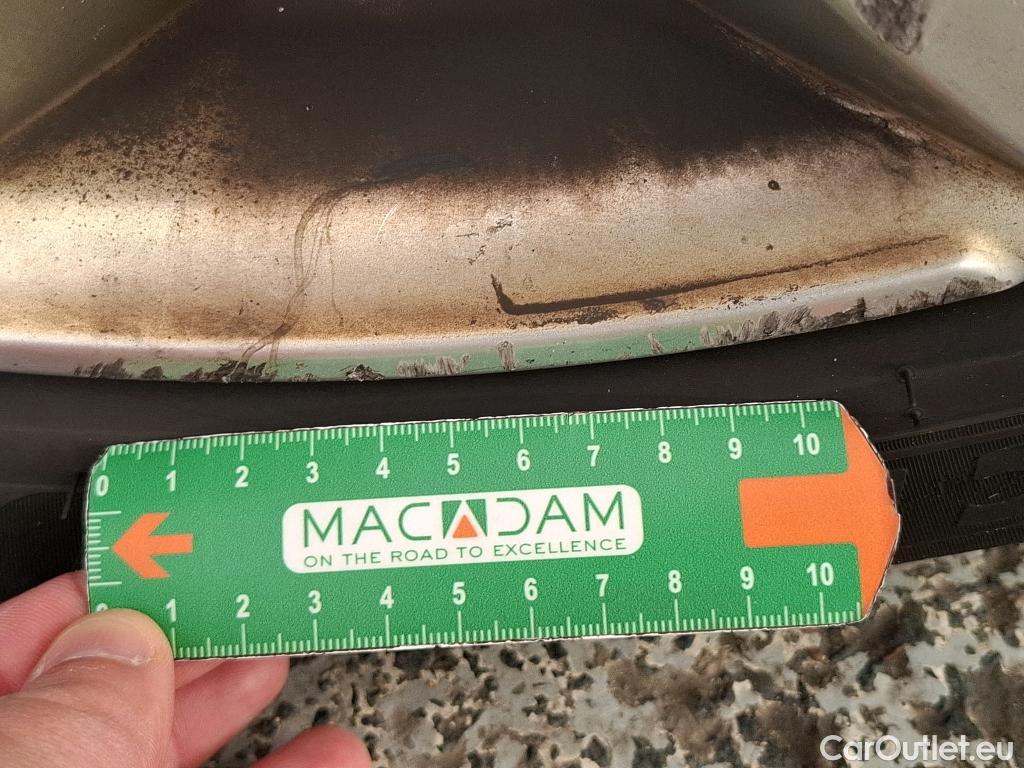 0 1 2 3 4 5 6 7 8 9 10
MACADAM
ON THE ROAD TO EXCELLENCE
1 2 3 4 5 6 7 8 9 10
CarOutlet.eu